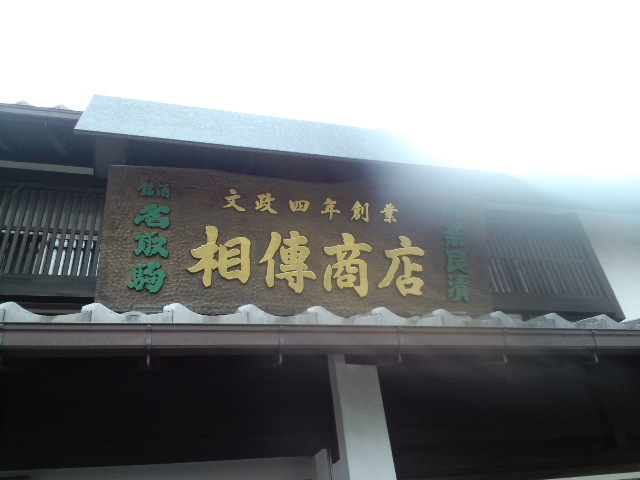 文政四年創業
相傳商店
銘酒
名取駒
奈良漬